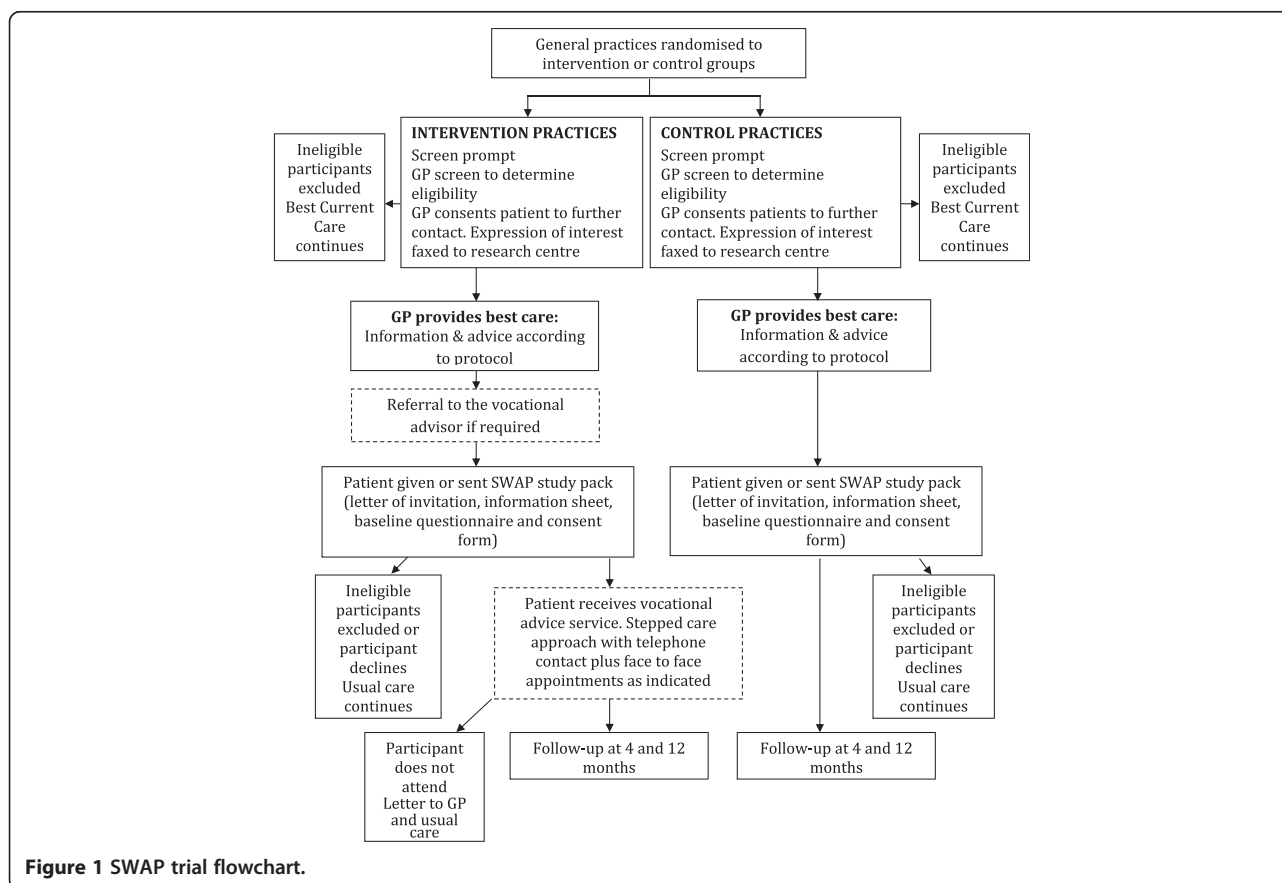 General practices randomised to
intervention or control groups
Ineligible
participants
excluded
Best Current
Care
continues
INTERVENTION PRACTICES
Screen prompt
GP screen to determine
eligibility
GP consents patient to further
contact. Expression of interest
faxed to research centre
CONTROL PRACTICES
Screen prompt
GP screen to determine
eligibility
GP consents patients to further
contact. Expression of interest
faxed to research centre
Ineligible
participants
excluded
Best Current
Care
continues
GP provides best care:
Information & advice according
to protocol
GP provides best care:
Information & advice
according to protocol
Referral to the vocational
advisor if required
Patient given or sent SWAP study pack
(letter of invitation, information sheet,
baseline questionnaire and consent
form)
Patient given or sent SWAP study pack
(letter of invitation, information sheet,
baseline questionnaire and consent
form)
Ineligible
participants
excluded or
participant
declines
Usual care
continues
Patient receives vocational
advice service. Stepped care
approach with telephone
contact plus face to face
appointments as indicated
Ineligible
participants
excluded or
participant
declines
Usual care
continues
Participant
does not
attend
Letter to GP
and usual
care
Follow-up at 4 and 12
months
Follow-up at 4 and 12
months
Figure 1 SWAP trial flowchart.